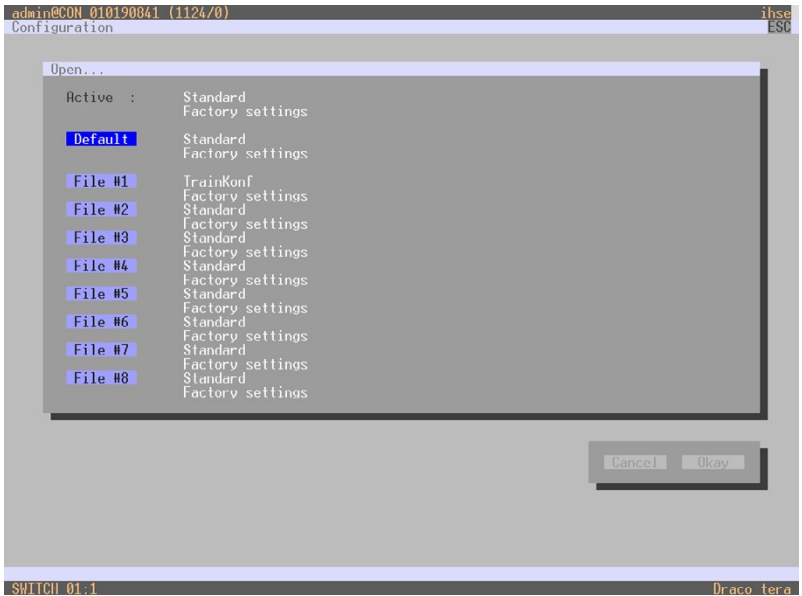 admin@CON_010190841 (1124/0) ihse
Configuration ESC
Open...
Active : Standard
Factory settings
Default Standard
Factory settings
File #1 TrainKonf
Factory settings
File #2 Standard
Factory settings
File #3 Standard
Factory settings
File #4 Standard
Factory settings
File #5 Standard
Factory settings
File #6 Standard
Factory settings
File #7 Standard
Factory settings
File #8 Standard
Factory settings
Cancel Okay
SWITCH 01:1 Draco tera